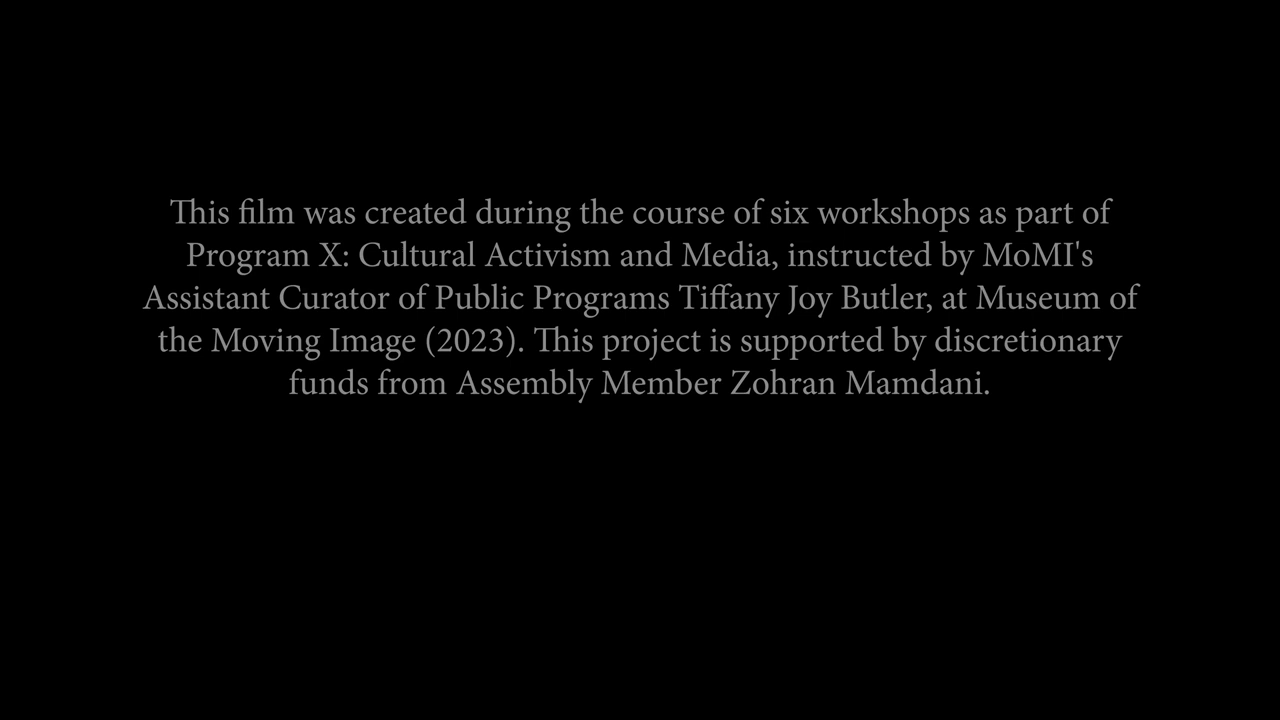 This film was created during the course of six workshops as part of
Program X: Cultural Activism and Media, instructed by MoMI's
Assistant Curator of Public Programs Tiffany Joy Butler, at Museum of
the Moving Image (2023). This project is supported by discretionary
funds from Assembly Member Zohran Mamdani.